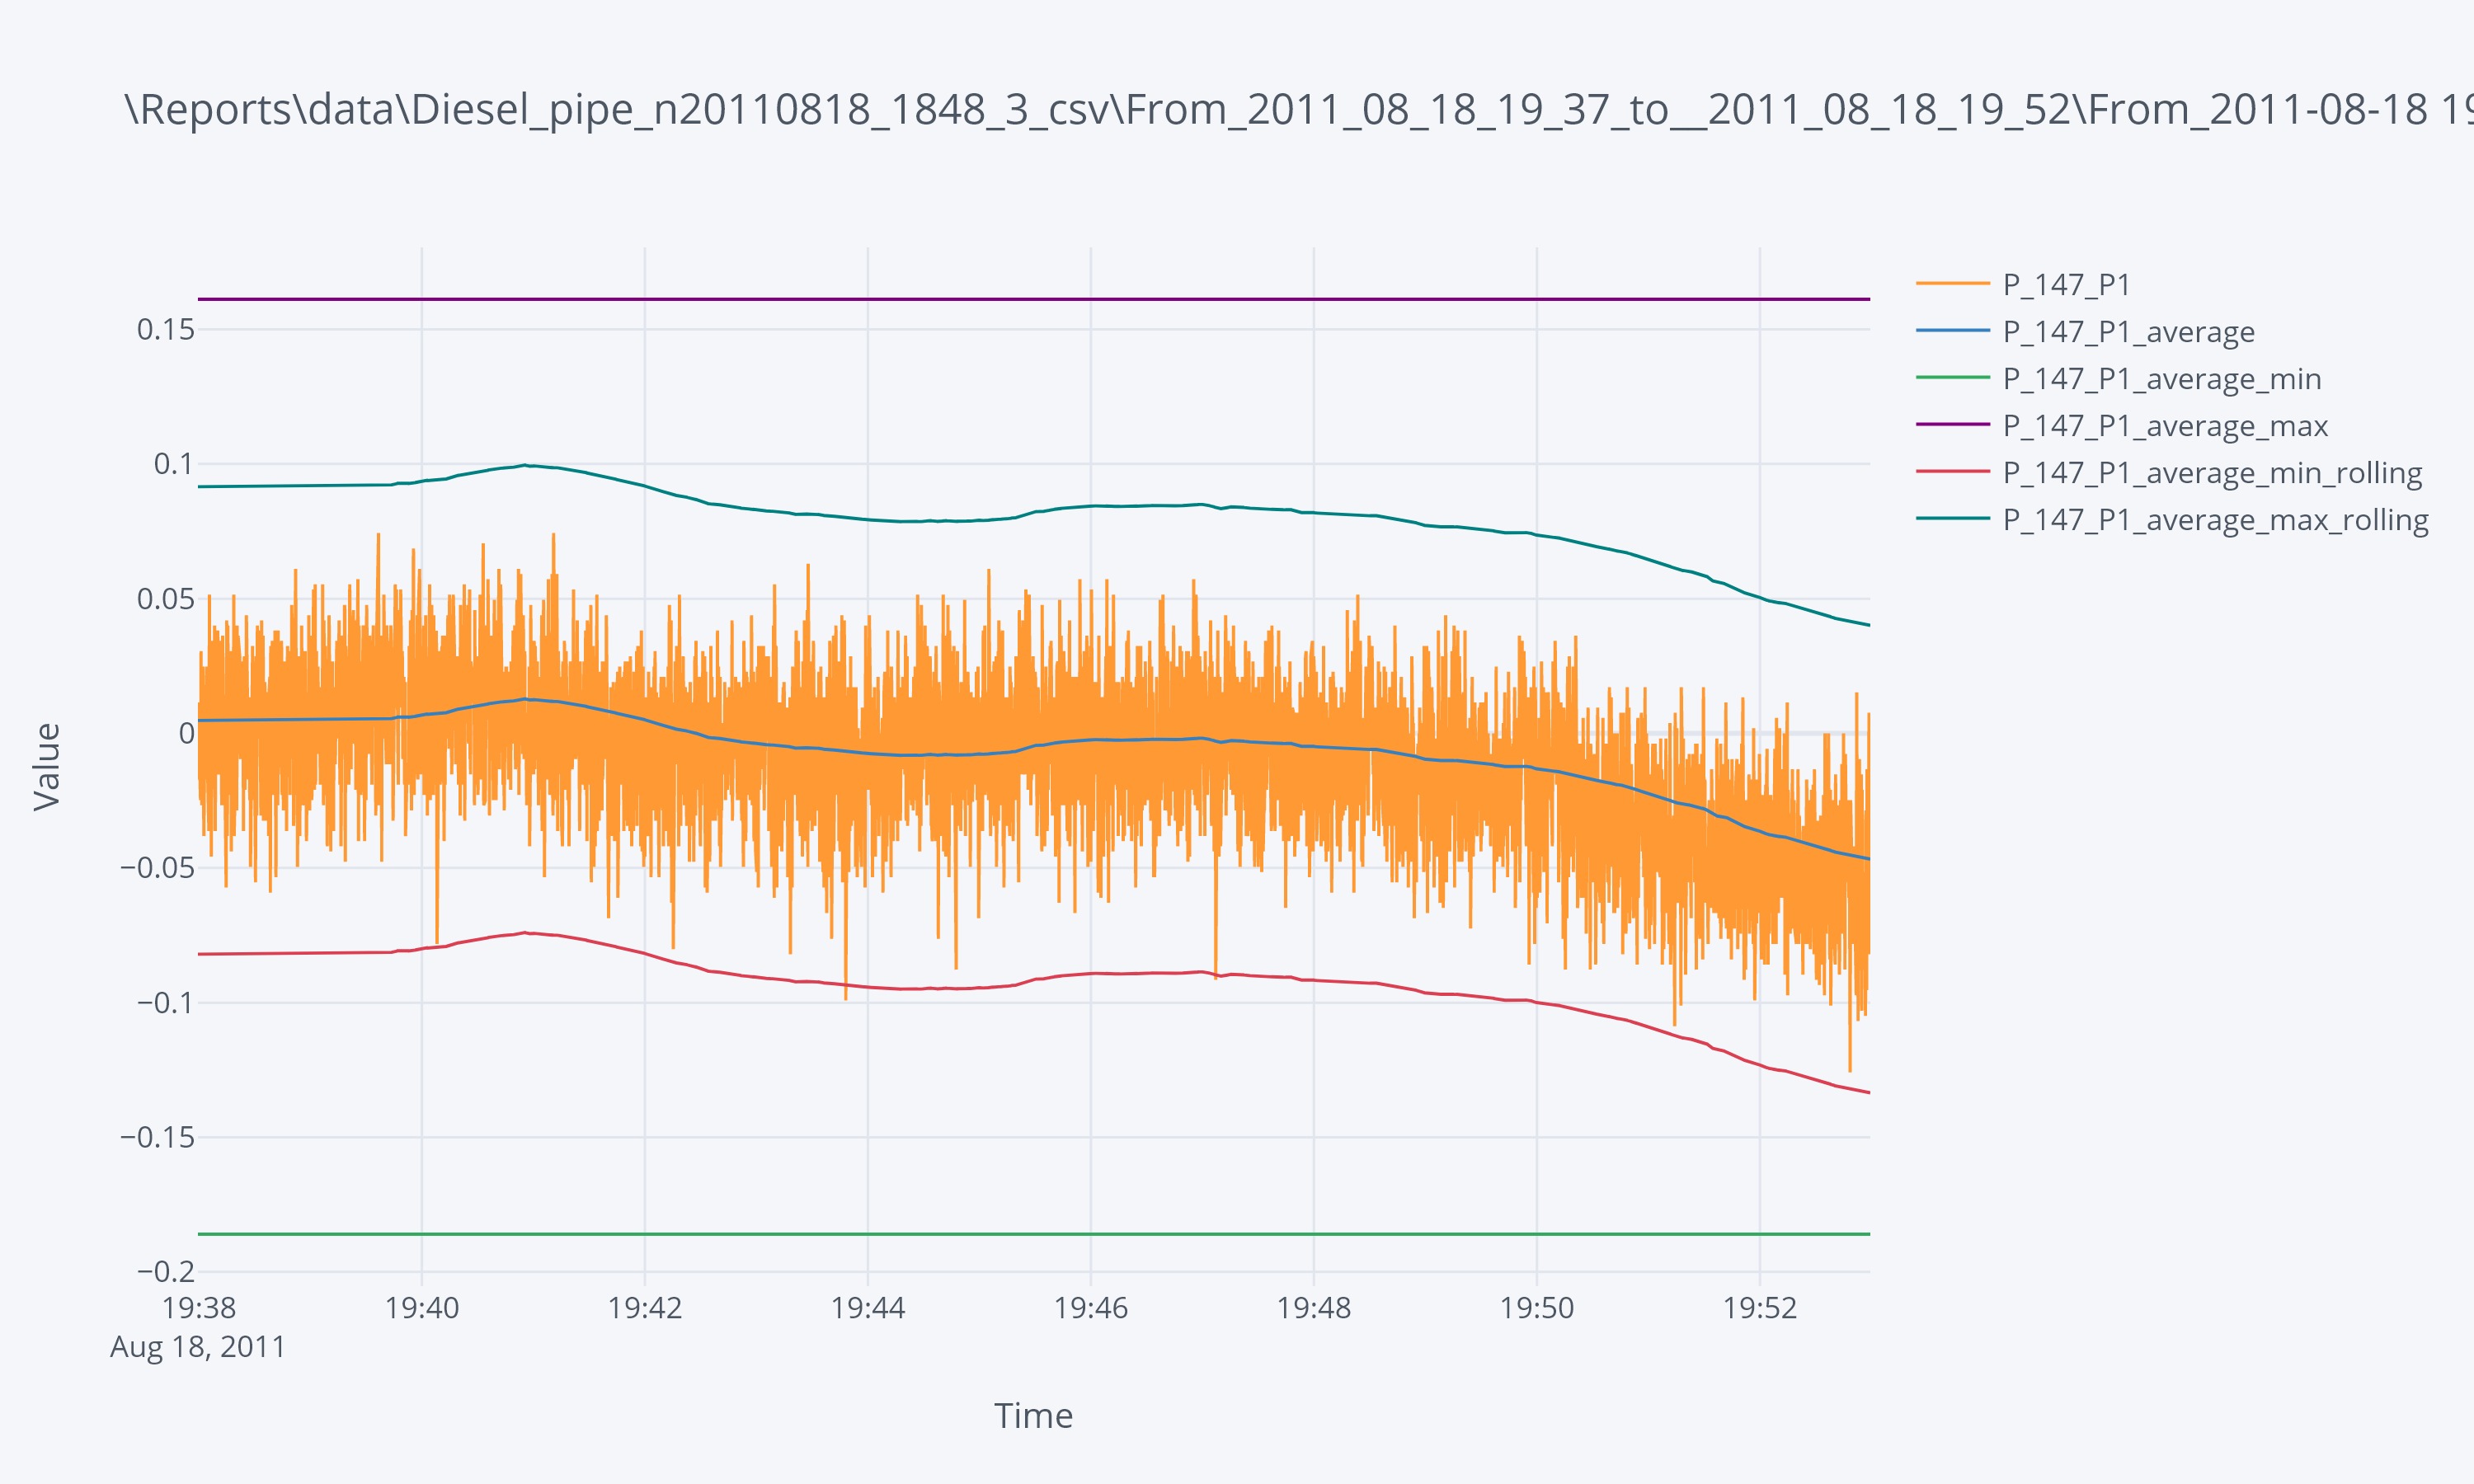 \Reports\data\Diesel_pipe_n20110818_1848_3_csv\From_2011_08_18_19_37_to__2011_08_18_19_52\From_2011-08-18 19
P_147_P1
P_147_P1_average
P_147_P1_average_min
P_147_P1_average_max
P_147_P1_average_min_rolling
P_147_P1_average_max_rolling
Value
0.15
0.1
0.05
0
−0.05
−0.1
−0.15
−0.2
19:38 19:40 19:42 19:44 19:46 19:48 19:50 19:52
Aug 18, 2011
Time